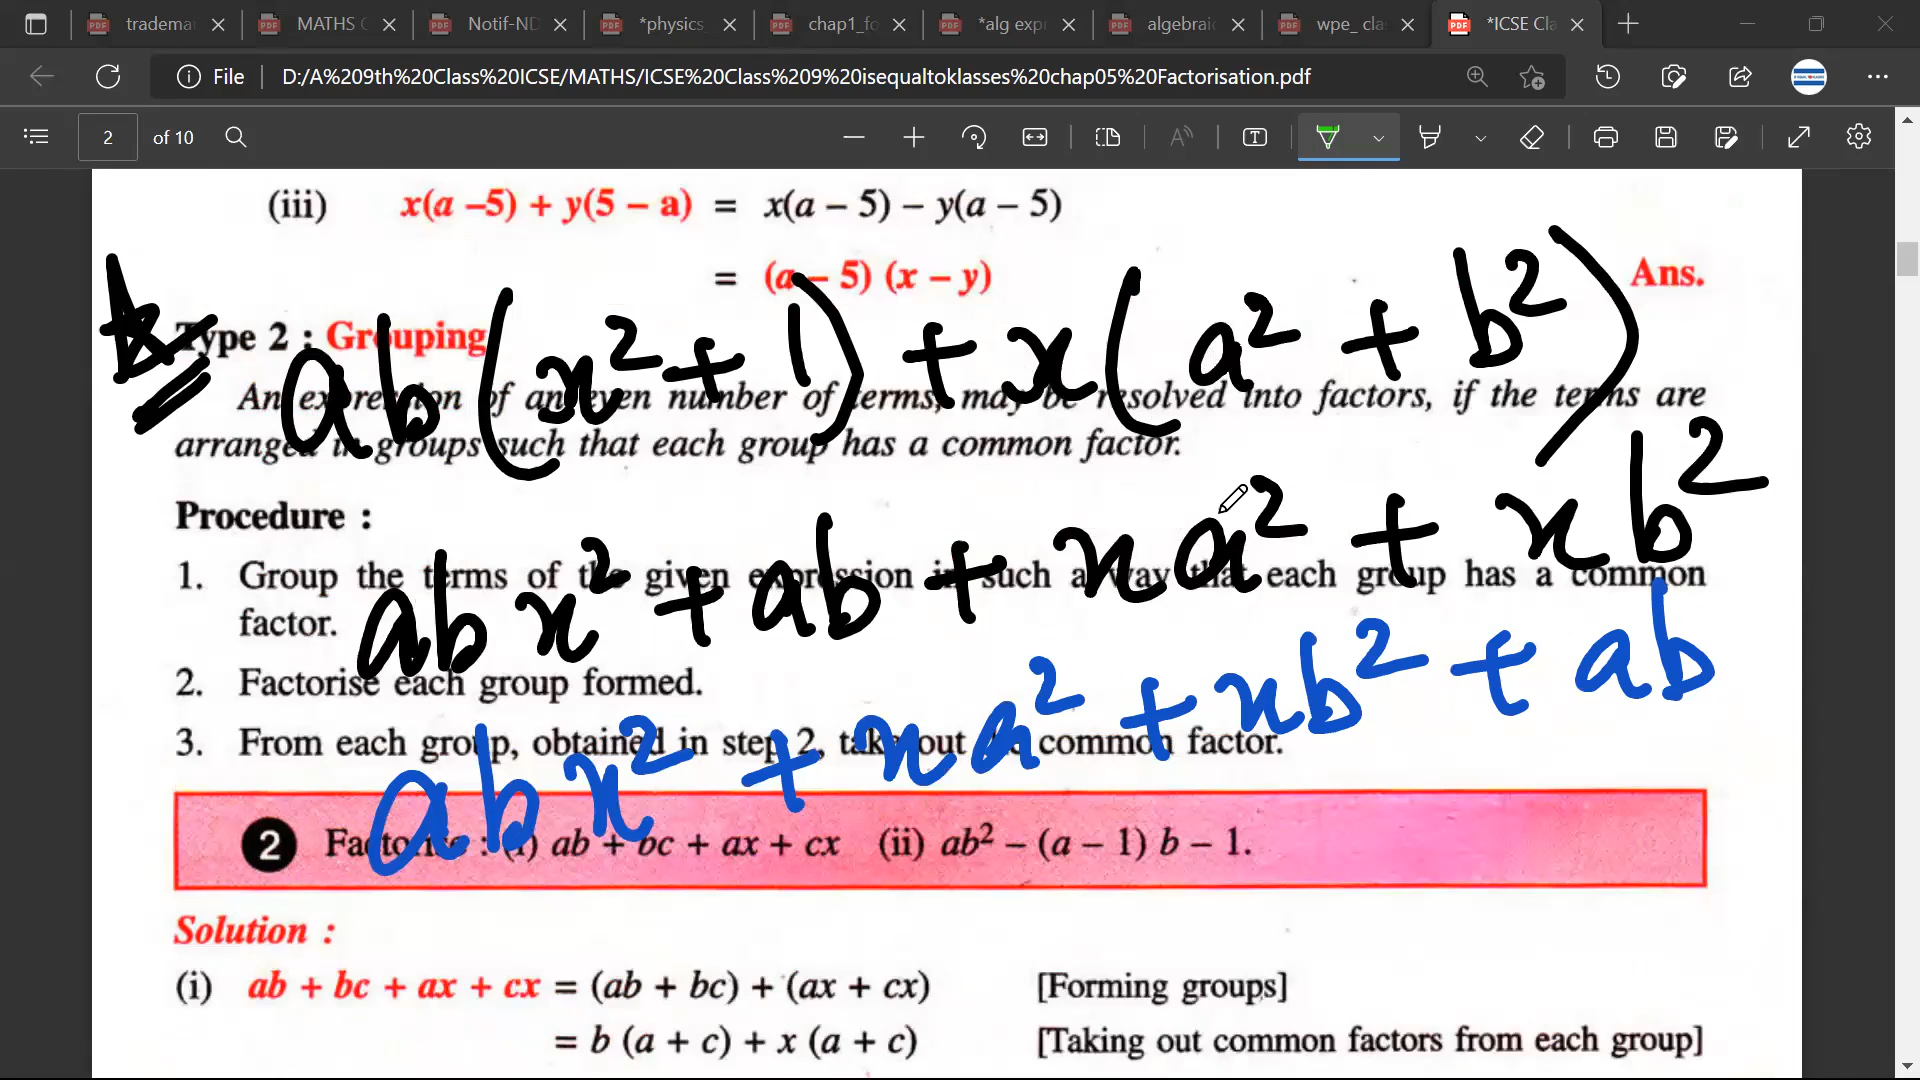 trademar
MATHS C
Notif-ND
*physics_
chap1_fo
*alg exp
algebraic
wpe_ clas
*ICSE Cla
File D:/A%209th%20Class%20ICSE/MATHS/ICSE%20Class%209%20isequaltoklasses%20chap05%20Factorisation.pdf
2 of 10
(iii) x(a –5) + y(5 – a) = x(a – 5) – y(a – 5)
= (a – 5) (x – y) Ans.
Type 2 : Grouping
ab(x²+1)+x(a²+b²)
An expression of an even number of terms, may be resolved into factors, if the terms are
arranged in groups such that each group has a common factor.
Procedure :
abx²+ab+xa²+xb²
1. Group the terms of the given expression in such a way that each group has a common
factor.
abx²+xa²+xb²+ab
2. Factorise each group formed.
3. From each group, obtained in step 2, take out the common factor.
2 Factorise : (i) ab + bc + ax + cx (ii) ab² – (a – 1) b – 1.
Solution :
(i) ab + bc + ax + cx = (ab + bc) + (ax + cx) [Forming groups]
= b (a + c) + x (a + c) [Taking out common factors from each group]